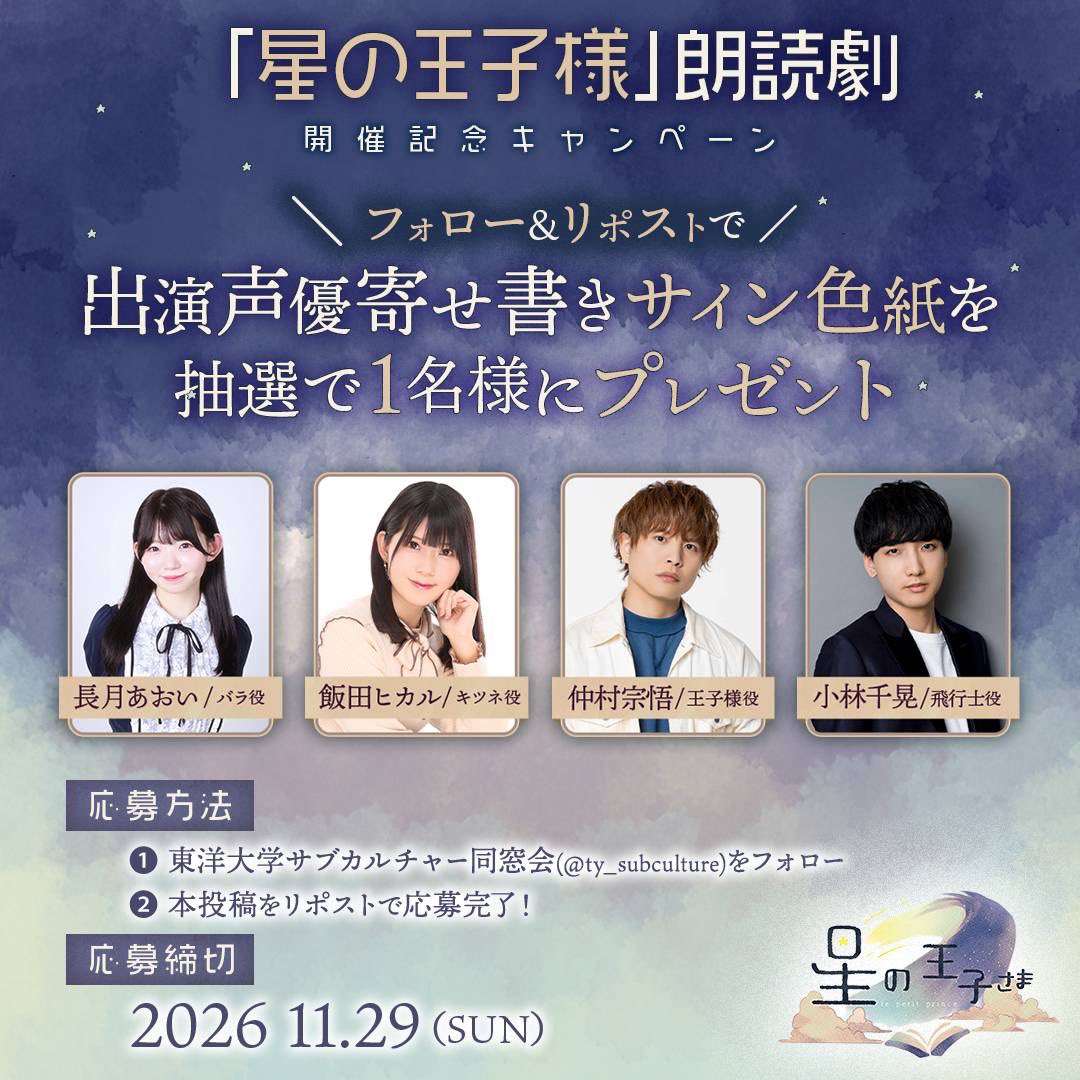 「星の王子様」朗読劇
開催記念キャンペーン
＼ フォロー&リポストで ／
出演声優寄せ書きサイン色紙を
抽選で1名様にプレゼント
長月あおい/バラ役
飯田ヒカル/キツネ役
仲村宗悟/王子様役
小林千晃/飛行士役
応募方法
❶ 東洋大学サブカルチャー同窓会(@ty_subculture)をフォロー
❷ 本投稿をリポストで応募完了！
応募締切
2026 11.29（SUN）
星の王子さま
le petit prince